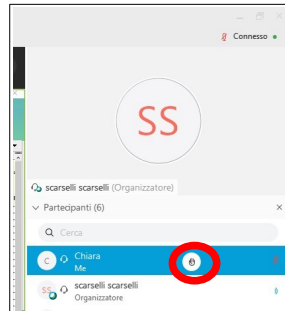 Connesso
SS
scarselli scarselli (Organizzatore)
Partecipanti (6)
Cerca
C Chiara
Me
SS scarselli scarselli
Organizzatore